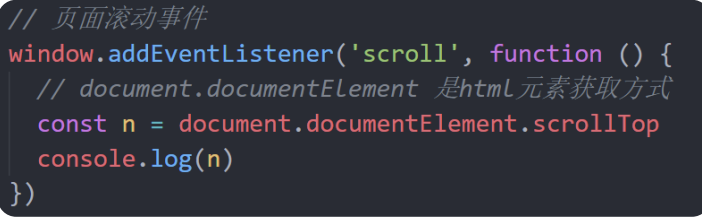 // 页面滚动事件
window.addEventListener('scroll', function () {
  // document.documentElement 是html元素获取方式
  const n = document.documentElement.scrollTop
  console.log(n)
})